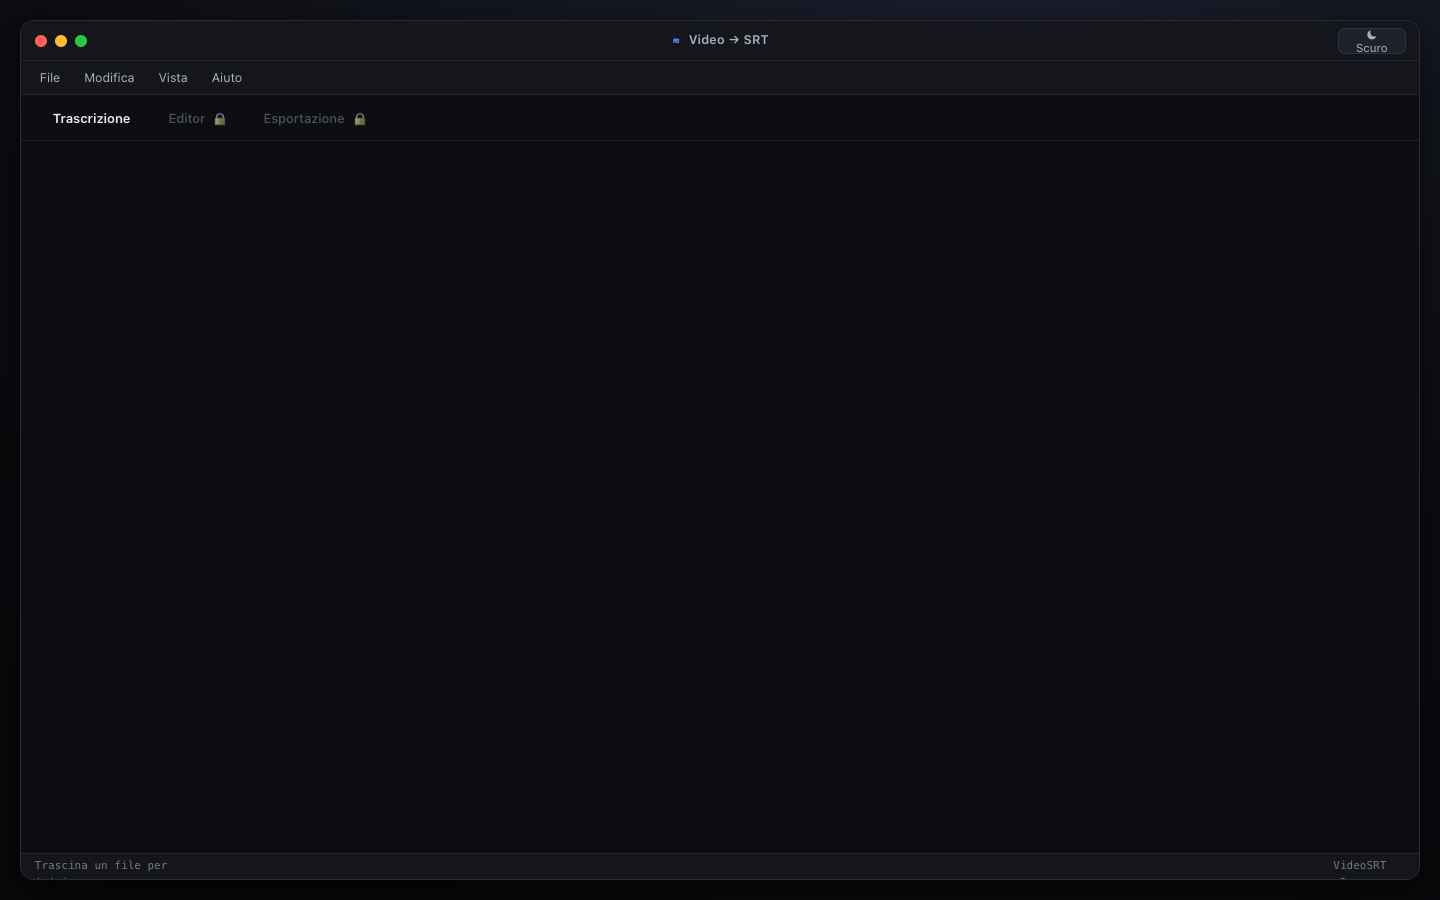 Video → SRT
Scuro
File Modifica Vista Aiuto
Trascrizione Editor Esportazione
Trascina un file per
VideoSRT